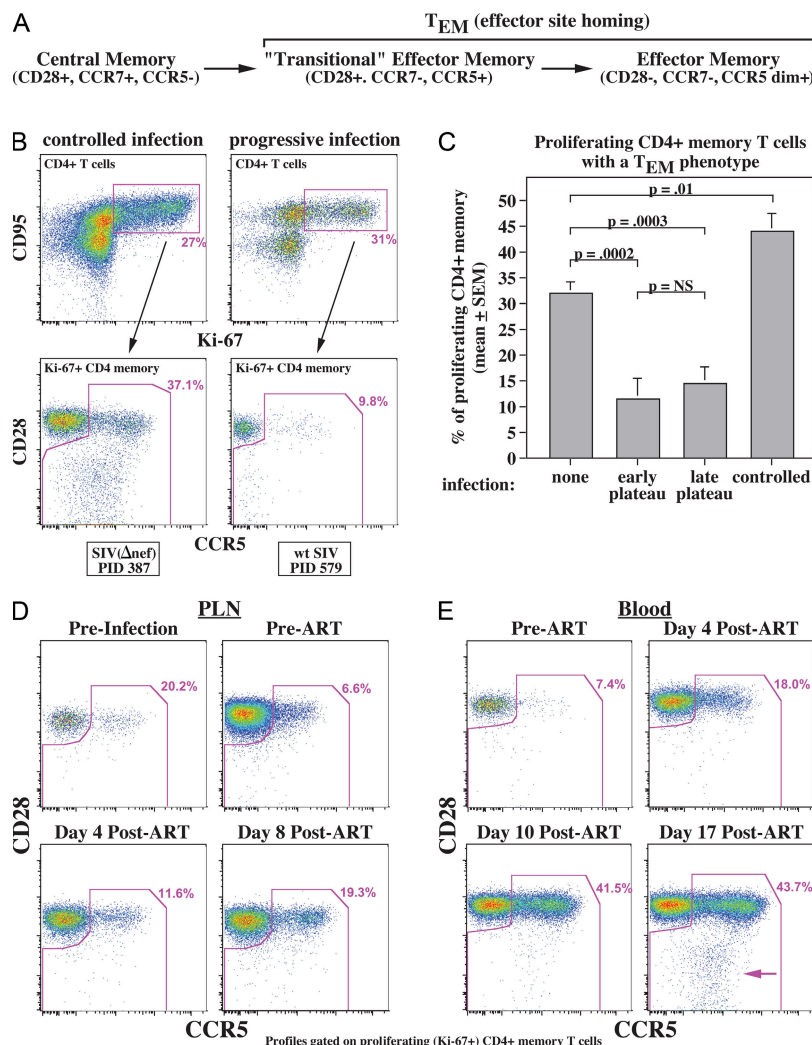 A
T_EM (effector site homing)
Central Memory
(CD28+, CCR7+, CCR5-)
"Transitional" Effector Memory
(CD28+. CCR7-, CCR5+)
Effector Memory
(CD28-, CCR7-, CCR5 dim+)
B
controlled infection
progressive infection
CD4+ T cells
CD4+ T cells
27%
31%
CD95
Ki-67
Ki-67+ CD4 memory
Ki-67+ CD4 memory
37.1%
9.8%
CD28
CCR5
SIV(Δnef)
PID 387
wt SIV
PID 579
C
Proliferating CD4+ memory T cells
with a T_EM phenotype
% of proliferating CD4+ memory
(mean ± SEM)
50
45
40
35
30
25
20
15
10
5
0
p = .01
p = .0003
p = .0002
p = NS
infection:
none
early
plateau
late
plateau
controlled
D
PLN
Pre-Infection
Pre-ART
20.2%
6.6%
Day 4 Post-ART
Day 8 Post-ART
11.6%
19.3%
CD28
CCR5
E
Blood
Pre-ART
Day 4 Post-ART
7.4%
18.0%
Day 10 Post-ART
Day 17 Post-ART
41.5%
43.7%
CD28
CCR5
Profiles gated on proliferating (Ki-67+) CD4+ memory T cells